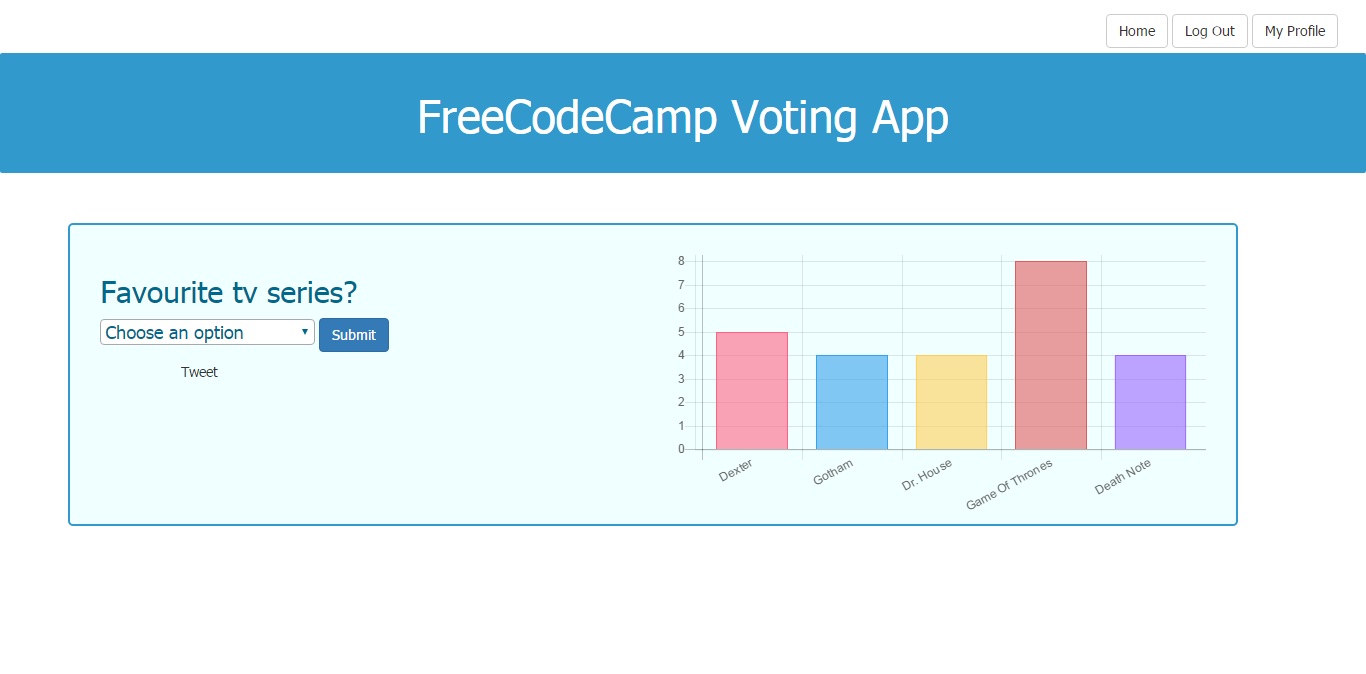 Home Log Out My Profile
FreeCodeCamp Voting App
Favourite tv series?
Choose an option Submit
Tweet
8
7
6
5
4
3
2
1
0
Dexter Gotham Dr. House Game Of Thrones Death Note